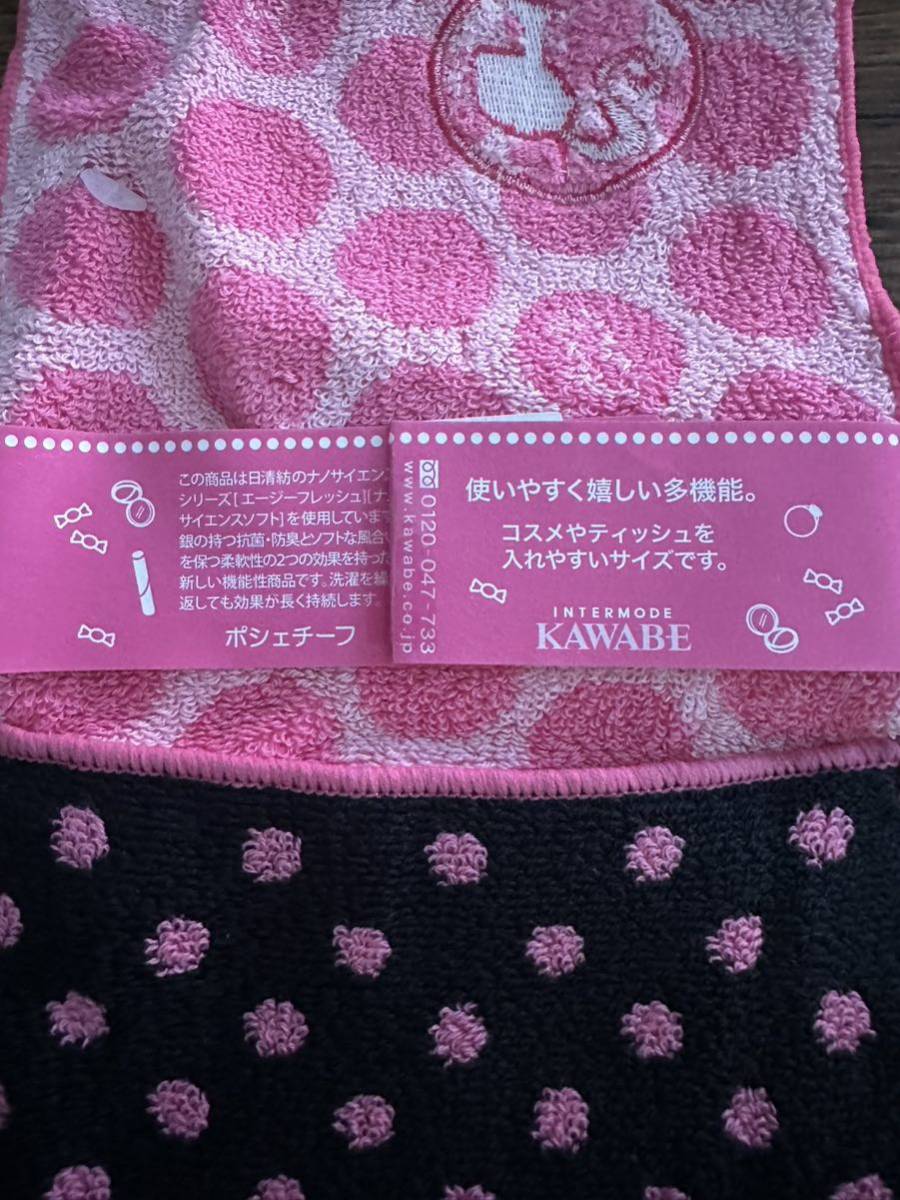 この商品は日清紡のナノサイエン
シリーズ[エージーフレッシュ][ナ
サイエンスソフト]を使用しています
銀の持つ抗菌・防臭とソフトな風合い
を保つ柔軟性の2つの効果を持った
新しい機能性商品です。洗濯を繰
返しても効果が長く持続します。
ポシェチーフ
0120-047-733
www.kawabe.co.jp
使いやすく嬉しい多機能。
コスメやティッシュを
入れやすいサイズです。
INTERMODE
KAWABE